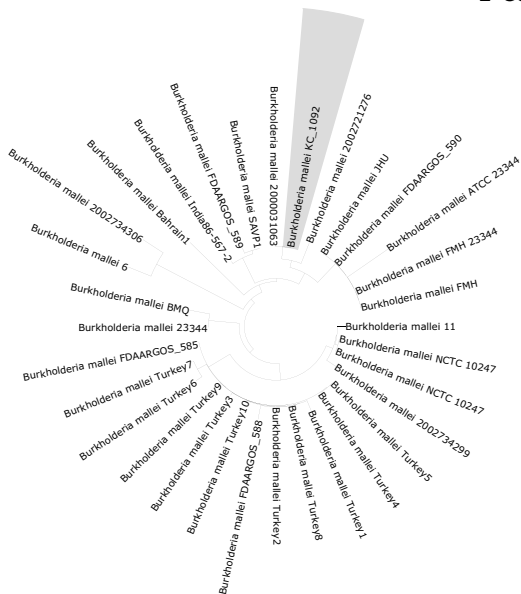 Burkholderia mallei 2000031063
Burkholderia mallei KC_1092
Burkholderia mallei 2002721276
Burkholderia mallei JHU
Burkholderia mallei FDAARGOS_590
Burkholderia mallei ATCC 23344
Burkholderia mallei FMH 23344
Burkholderia mallei FMH
Burkholderia mallei 11
Burkholderia mallei NCTC 10247
Burkholderia mallei NCTC 10247
Burkholderia mallei 2002734299
Burkholderia mallei Turkey5
Burkholderia mallei Turkey4
Burkholderia mallei Turkey1
Burkholderia mallei Turkey8
Burkholderia mallei Turkey2
Burkholderia mallei FDAARGOS_588
Burkholderia mallei Turkey10
Burkholderia mallei Turkey3
Burkholderia mallei Turkey9
Burkholderia mallei Turkey6
Burkholderia mallei Turkey7
Burkholderia mallei FDAARGOS_585
Burkholderia mallei 23344
Burkholderia mallei BMQ
Burkholderia mallei 6
Burkholderia mallei 2002734306
Burkholderia mallei Bahrain1
Burkholderia mallei India86-567-2
Burkholderia mallei FDAARGOS_589
Burkholderia mallei SAVP1